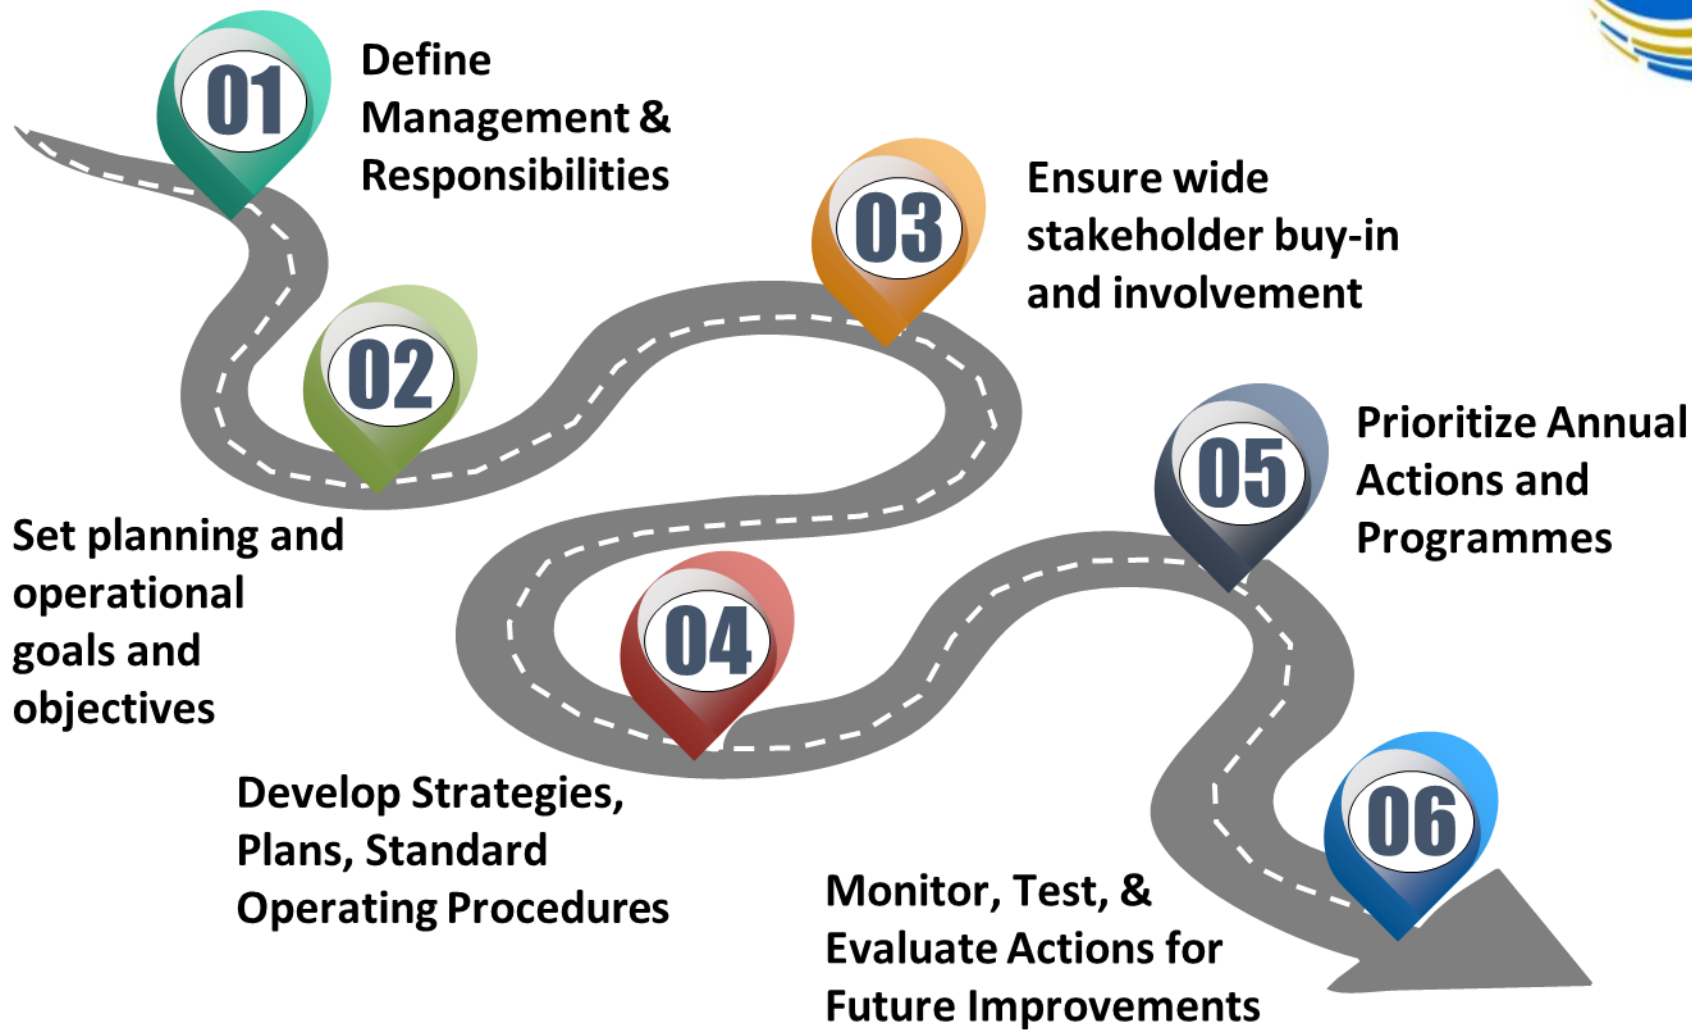 01
Define
Management &
Responsibilities
02
Set planning and
operational
goals and
objectives
03
Ensure wide
stakeholder buy-in
and involvement
04
Develop Strategies,
Plans, Standard
Operating Procedures
05
Prioritize Annual
Actions and
Programmes
06
Monitor, Test, &
Evaluate Actions for
Future Improvements